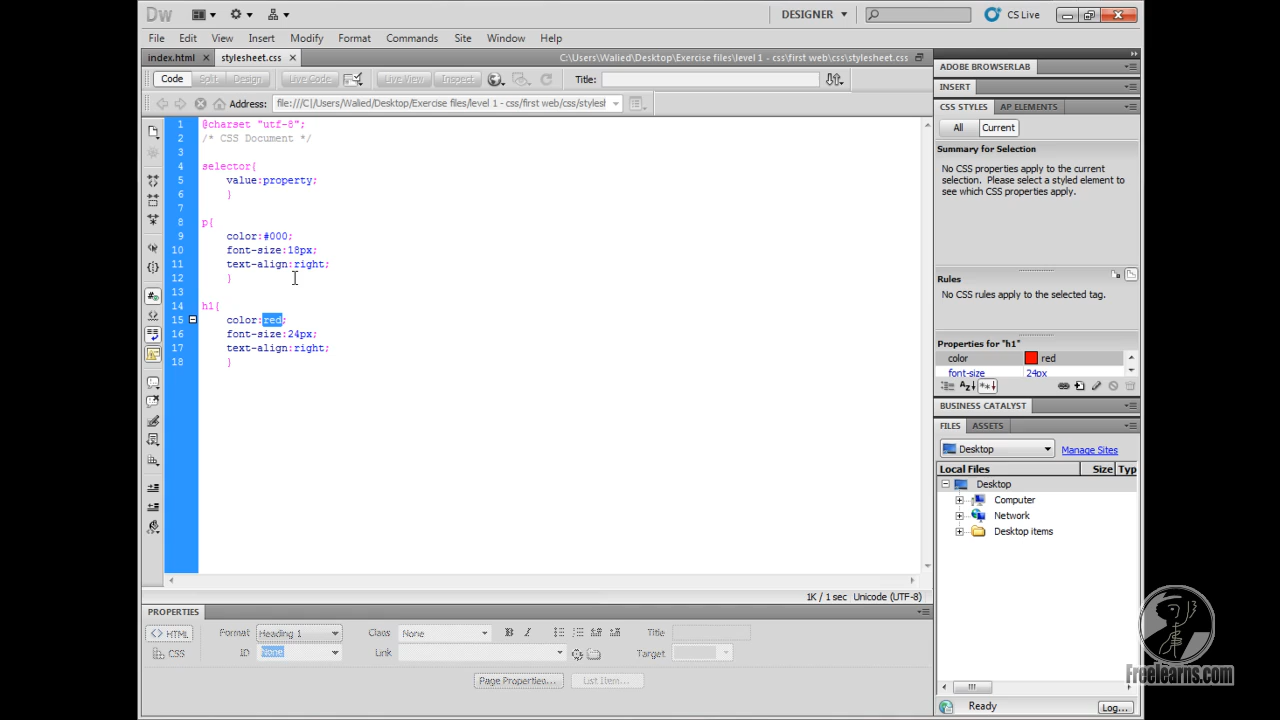 Dw
DESIGNER
CS Live
File Edit View Insert Modify Format Commands Site Window Help
index.html stylesheet.css C:\Users\Walied\Desktop\Exercise files\level 1 - css\first web\css\stylesheet.css
Code Split Design Live Code Live View Inspect Title:
Address: file:///C|/Users/Walied/Desktop/Exercise files/level 1 - css/first web/css/stylesh
1 @charset "utf-8";
2 /* CSS Document */
3
4 selector{
5 value:property;
6 }
7
8 p{
9 color:#000;
10 font-size:18px;
11 text-align:right;
12 }
13
14 h1{
15 color:red;
16 font-size:24px;
17 text-align:right;
18 }
1K / 1 sec Unicode (UTF-8)
ADOBE BROWSERLAB
INSERT
CSS STYLES AP ELEMENTS
All Current
Summary for Selection
No CSS properties apply to the current
selection. Please select a styled element
to see which CSS properties apply.
Rules
No CSS rules apply to the selected tag.
Properties for "h1"
color red
font-size 24px
BUSINESS CATALYST
FILES ASSETS
Desktop Manage Sites
Local Files Size Typ
Desktop
Computer
Network
Desktop items
Ready Log...
PROPERTIES
<> HTML Format Heading 1 Class None B I Title
CSS ID None Link Target
Page Properties... List Item...
Freelearns.com